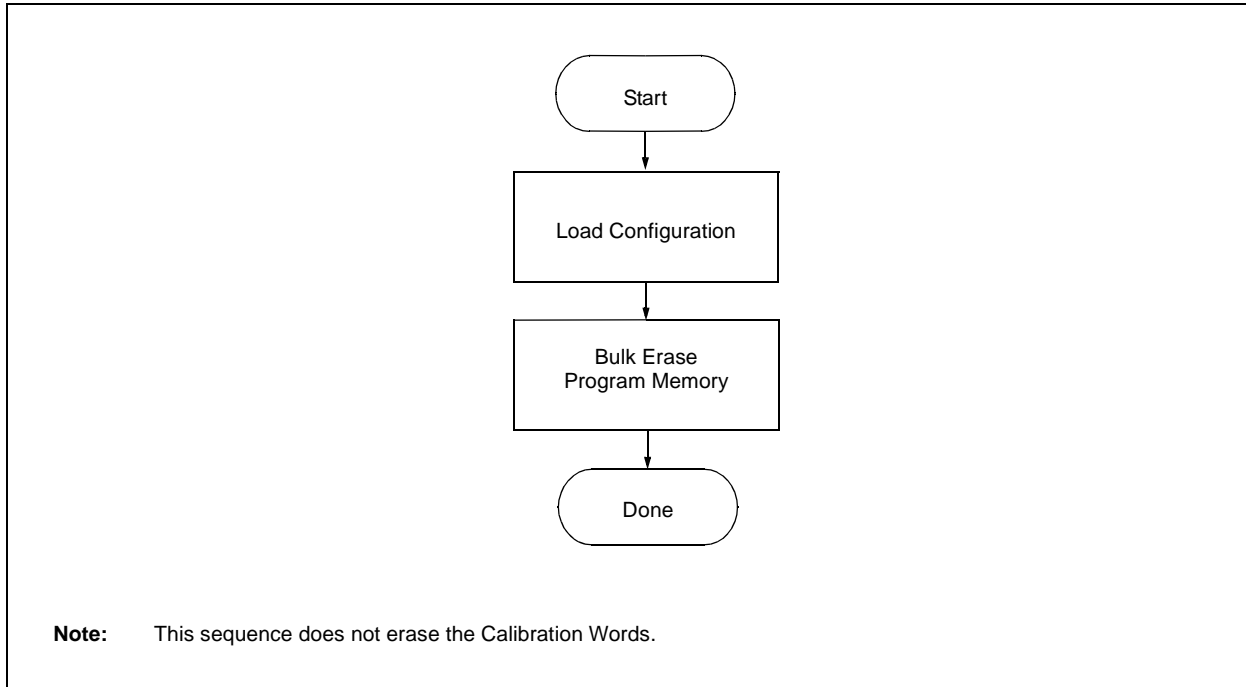 Start
Load Configuration
Bulk Erase
Program Memory
Done
Note: This sequence does not erase the Calibration Words.